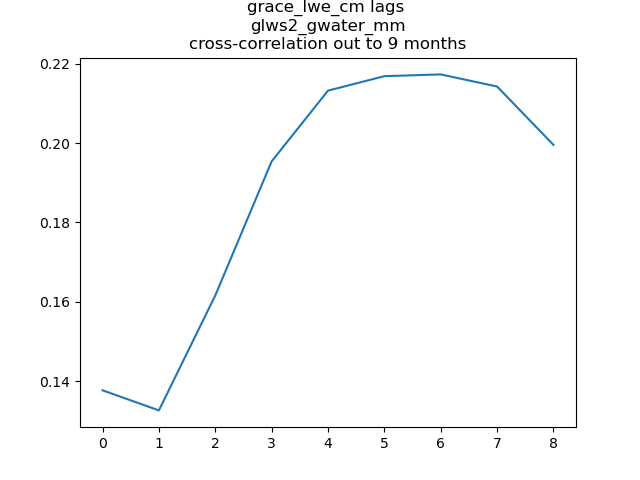 grace_lwe_cm lags
glws2_gwater_mm
cross-correlation out to 9 months
0.22
0.20
0.18
0.16
0.14
0 1 2 3 4 5 6 7 8